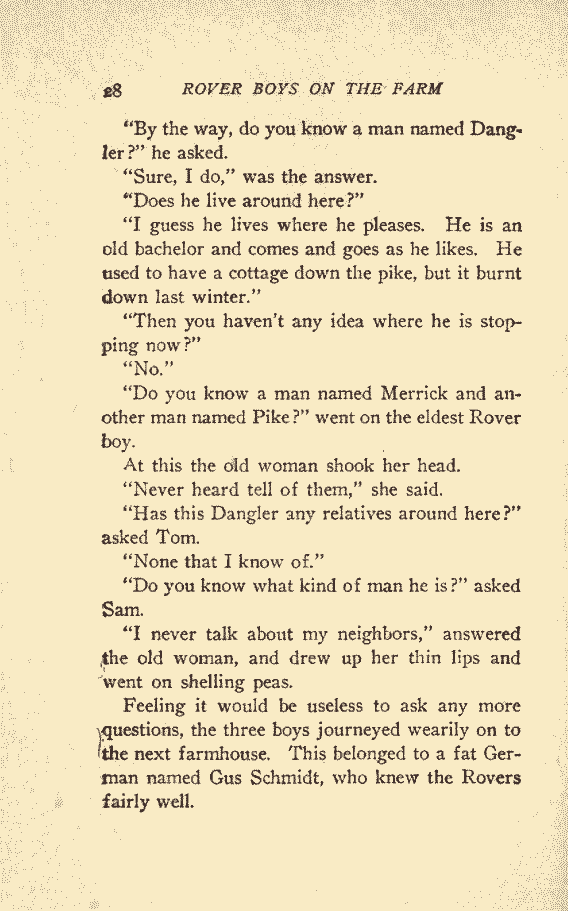 28 ROVER BOYS ON THE FARM
"By the way, do you know a man named Dang-
ler?" he asked.
"Sure, I do," was the answer.
"Does he live around here?"
"I guess he lives where he pleases. He is an
old bachelor and comes and goes as he likes. He
used to have a cottage down the pike, but it burnt
down last winter."
"Then you haven't any idea where he is stop-
ping now?"
"No."
"Do you know a man named Merrick and an-
other man named Pike?" went on the eldest Rover
boy.
At this the old woman shook her head.
"Never heard tell of them," she said.
"Has this Dangler any relatives around here?"
asked Tom.
"None that I know of."
"Do you know what kind of man he is?" asked
Sam.
"I never talk about my neighbors," answered
the old woman, and drew up her thin lips and
went on shelling peas.
Feeling it would be useless to ask any more
questions, the three boys journeyed wearily on to
the next farmhouse. This belonged to a fat Ger-
man named Gus Schmidt, who knew the Rovers
fairly well.